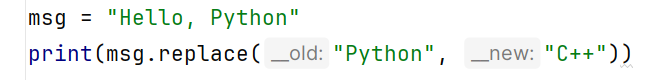 msg = "Hello, Python"
print(msg.replace(__old: "Python", __new: "C++"))